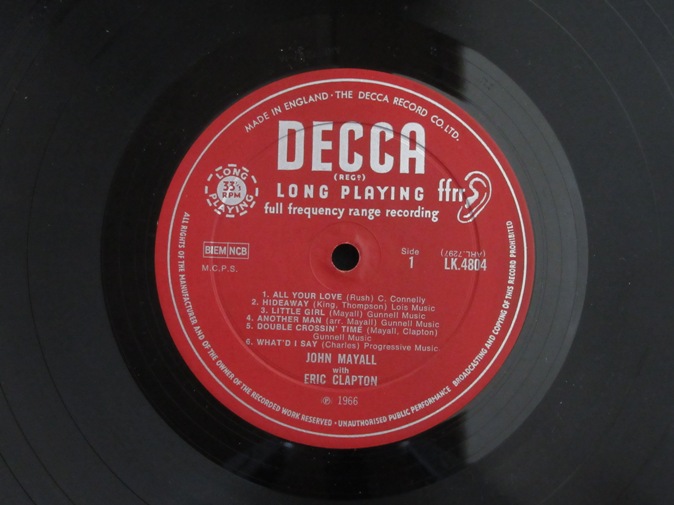 MADE IN ENGLAND · THE DECCA RECORD CO. LTD.
DECCA
(REGD)
LONG PLAYING ffrr
full frequency range recording
LONG
33⅓
RPM
PLAYING
BIEM NCB
M.C.P.S.
Side
1
(ARL.7297)
LK.4804
1. ALL YOUR LOVE (Rush) C. Connelly
2. HIDEAWAY (King, Thompson) Lois Music
3. LITTLE GIRL (Mayall) Gunnell Music
4. ANOTHER MAN (arr. Mayall) Gunnell Music
5. DOUBLE CROSSIN' TIME (Mayall, Clapton)
Gunnell Music
6. WHAT'D I SAY (Charles) Progressive Music.
JOHN MAYALL
with
ERIC CLAPTON
℗ 1966
ALL RIGHTS OF THE MANUFACTURER AND OF THE OWNER OF THE RECORDED WORK RESERVED · UNAUTHORISED PUBLIC PERFORMANCE BROADCASTING AND COPYING OF THIS RECORD PROHIBITED